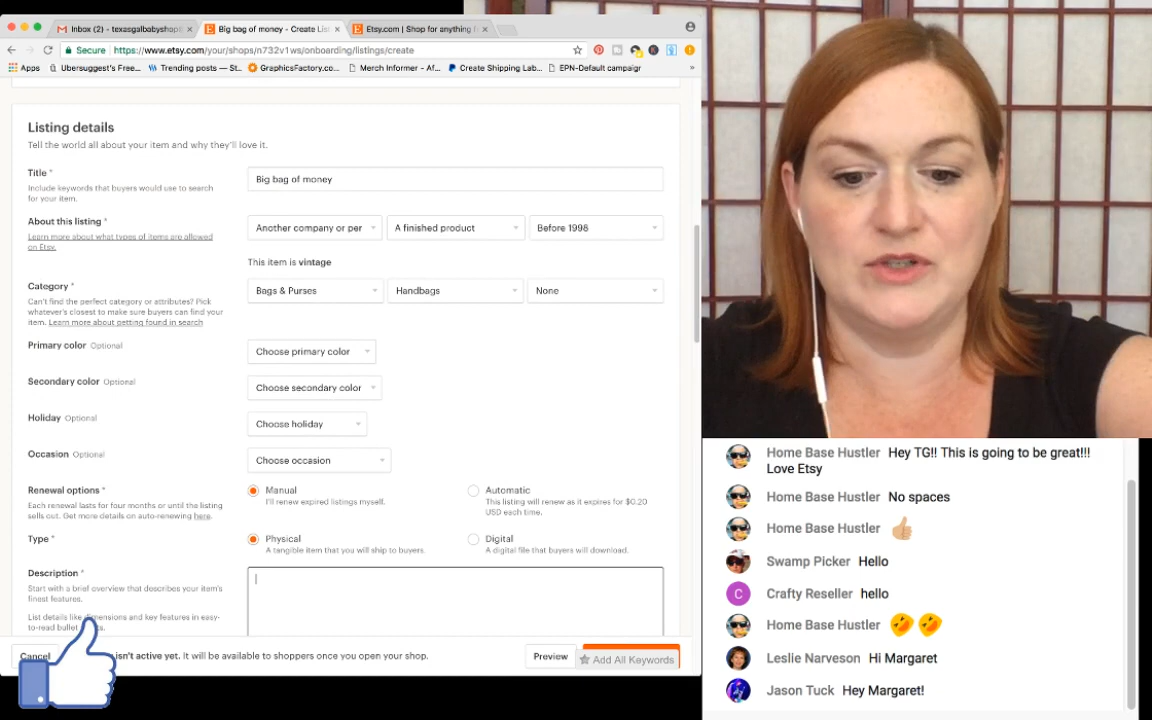 Inbox (2) - texasgalbabyshop@
Big bag of money - Create List
Etsy.com | Shop for anything f
Secure https://www.etsy.com/your/shops/n732v1ws/onboarding/listings/create
Apps Ubersuggest's Free... Trending posts — St... GraphicsFactory.co... Merch Informer - Af... Create Shipping Lab... EPN-Default campaigr »
Listing details
Tell the world all about your item and why they'll love it.
Title * Big bag of money
Include keywords that buyers would use to search
for your item.
About this listing * Another company or per A finished product Before 1998
Learn more about what types of items are allowed
on Etsy.
This item is vintage
Category * Bags & Purses Handbags None
Can't find the perfect category or attributes? Pick
whatever's closest to make sure buyers can find your
item. Learn more about getting found in search
Primary color Optional Choose primary color
Secondary color Optional Choose secondary color
Holiday Optional Choose holiday
Occasion Optional Choose occasion
Renewal options * Manual Automatic
Each renewal lasts for four months or until the listing
sells out. Get more details on auto-renewing here.
I'll renew expired listings myself.
This listing will renew as it expires for $0.20
USD each time.
Type * Physical Digital
A tangible item that you will ship to buyers. A digital file that buyers will download.
Description *
Start with a brief overview that describes your item's
finest features.
List details like dimensions and key features in easy-
to-read bullet
Cancel isn't active yet. It will be available to shoppers once you open your shop. Preview Add All Keywords
Home Base Hustler Hey TG!! This is going to be great!!!
Love Etsy
Home Base Hustler No spaces
Home Base Hustler
Swamp Picker Hello
C Crafty Reseller hello
Home Base Hustler
Leslie Narveson Hi Margaret
Jason Tuck Hey Margaret!